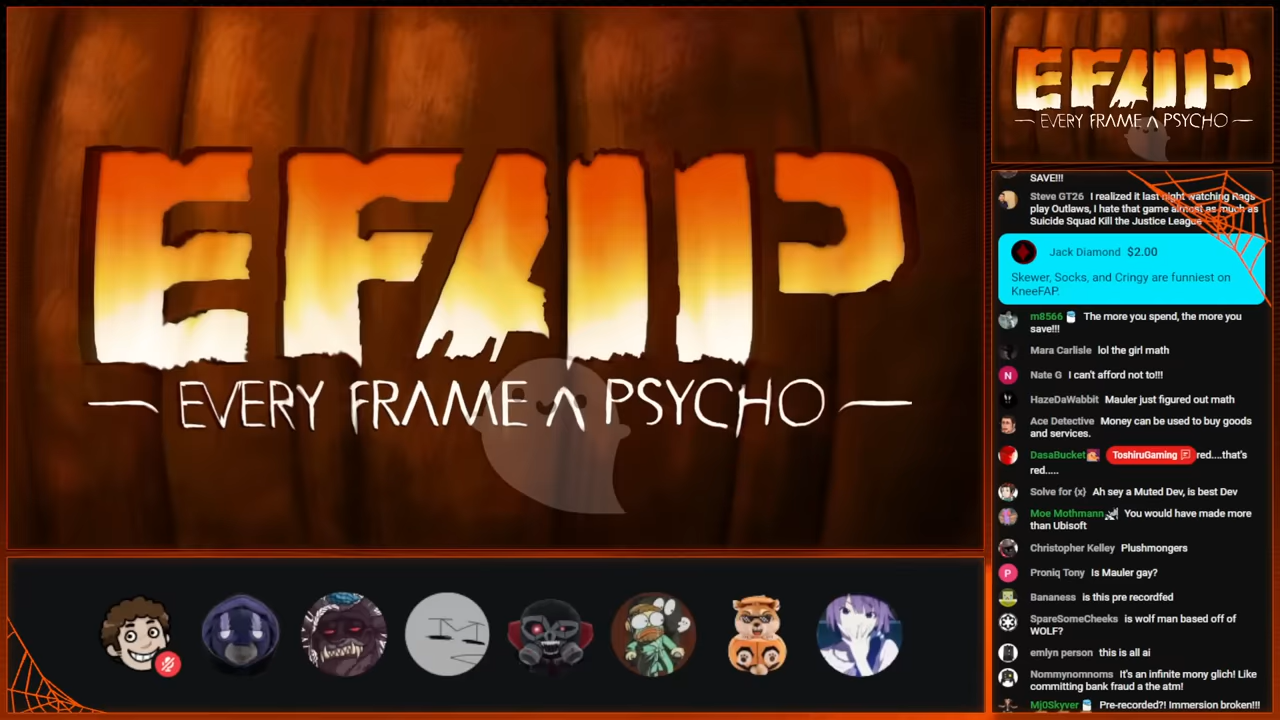 EFAP
EVERY FRAME A PSYCHO
EFAP
EVERY FRAME A PSYCHO
SAVE!!!
Steve GT26 I realized it last night watching Rags
play Outlaws, I hate that game almost as much as
Suicide Squad Kill the Justice League
Jack Diamond $2.00
Skewer, Socks, and Cringy are funniest on
KneeFAP.
m8566 The more you spend, the more you
save!!!
Mara Carlisle lol the girl math
N
Nate G I can't afford not to!!!
HazeDaWabbit Mauler just figured out math
Ace Detective Money can be used to buy goods
and services.
DasaBucket ToshiruGaming red....that's
red.....
Solve for {x} Ah sey a Muted Dev, is best Dev
Moe Mothmann You would have made more
than Ubisoft
Christopher Kelley Plushmongers
P
Proniq Tony Is Mauler gay?
Bananess is this pre recordfed
SpareSomeCheeks is wolf man based off of
WOLF?
emlyn person this is all ai
Nommynomnoms It's an infinite mony glich! Like
committing bank fraud a the atm!
Mj0Skyver Pre-recorded?! Immersion broken!!!